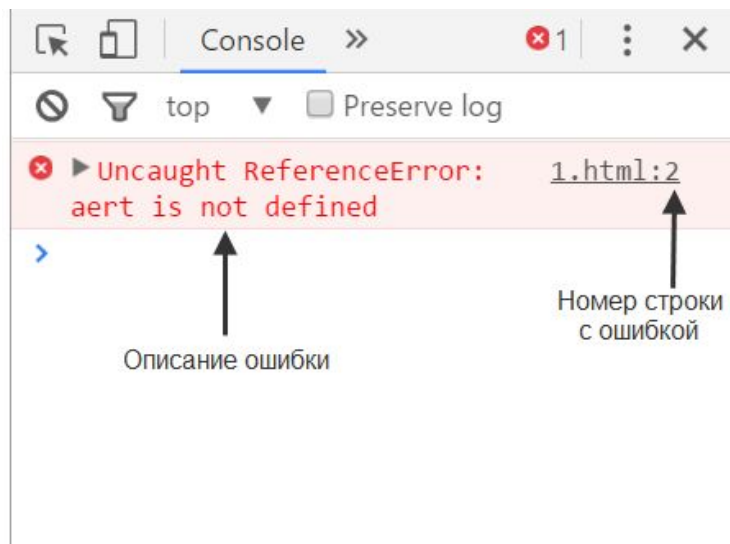 Console » 1
top Preserve log
Uncaught ReferenceError: 1.html:2
aert is not defined
Номер строки
с ошибкой
Описание ошибки